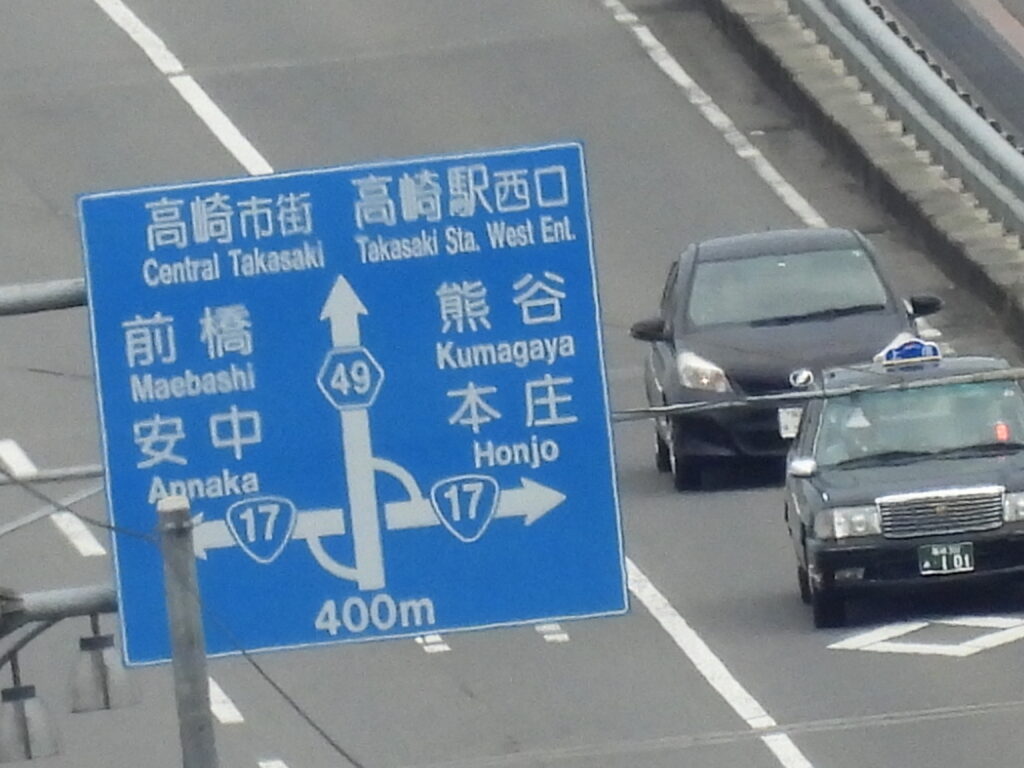 高崎市街
Central Takasaki
高崎駅西口
Takasaki Sta. West Ent.
前橋
Maebashi
熊谷
Kumagaya
49
安中
Annaka
本庄
Honjo
17
17
400m
101